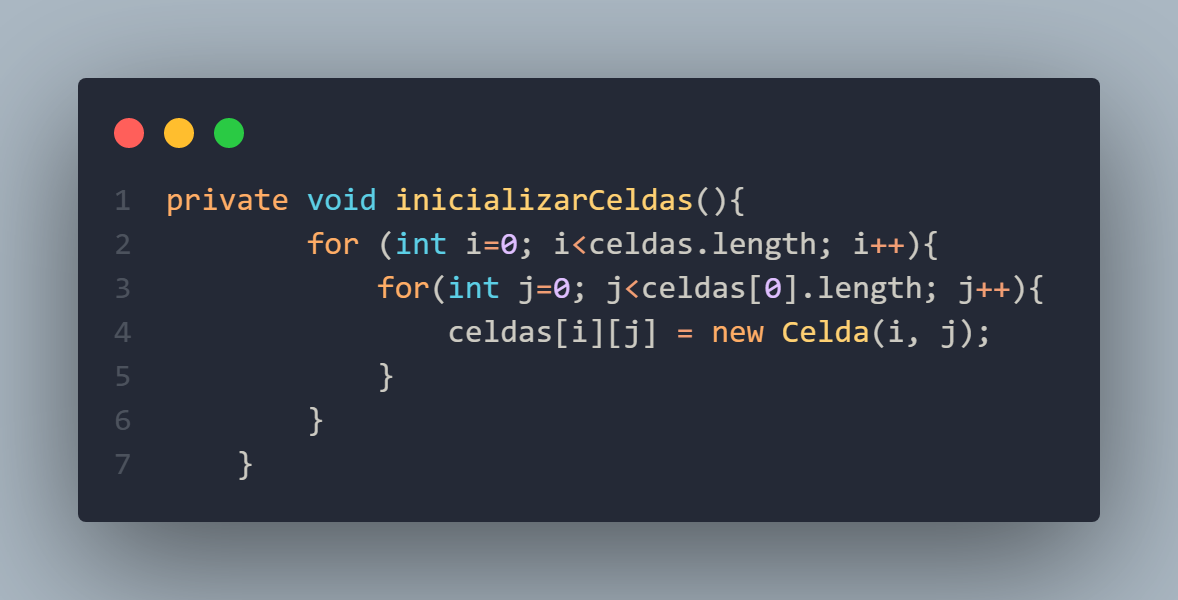 1 private void inicializarCeldas(){
2         for (int i=0; i<celdas.length; i++){
3             for(int j=0; j<celdas[0].length; j++){
4                 celdas[i][j] = new Celda(i, j);
5             }
6         }
7     }